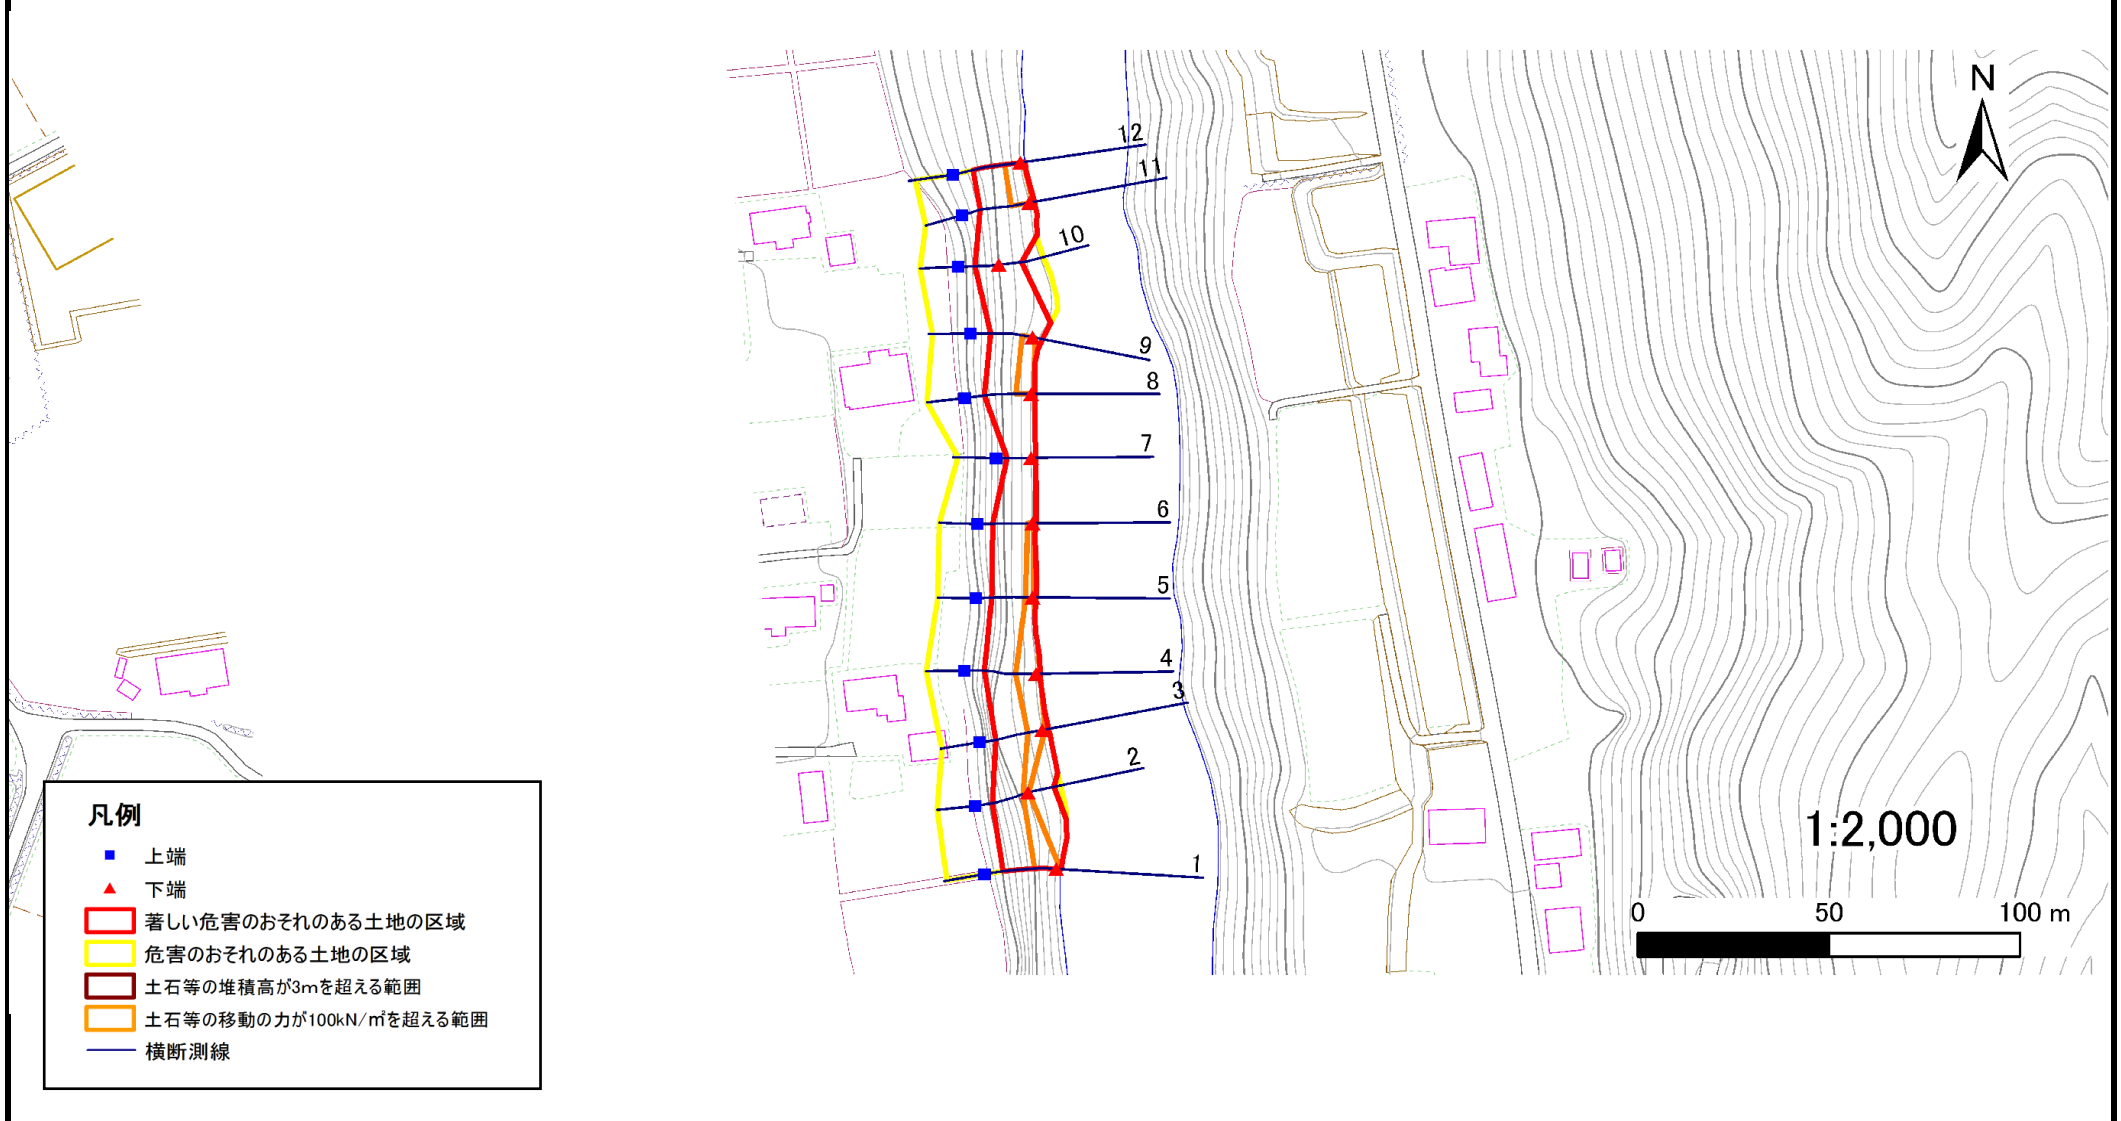 N
12
11
10
9
8
7
6
5
4
3
2
1
1:2,000
0 50 100 m
凡例
上端
下端
著しい危害のおそれのある土地の区域
危害のおそれのある土地の区域
土石等の堆積高が3mを超える範囲
土石等の移動の力が100kN/㎡を超える範囲
横断測線